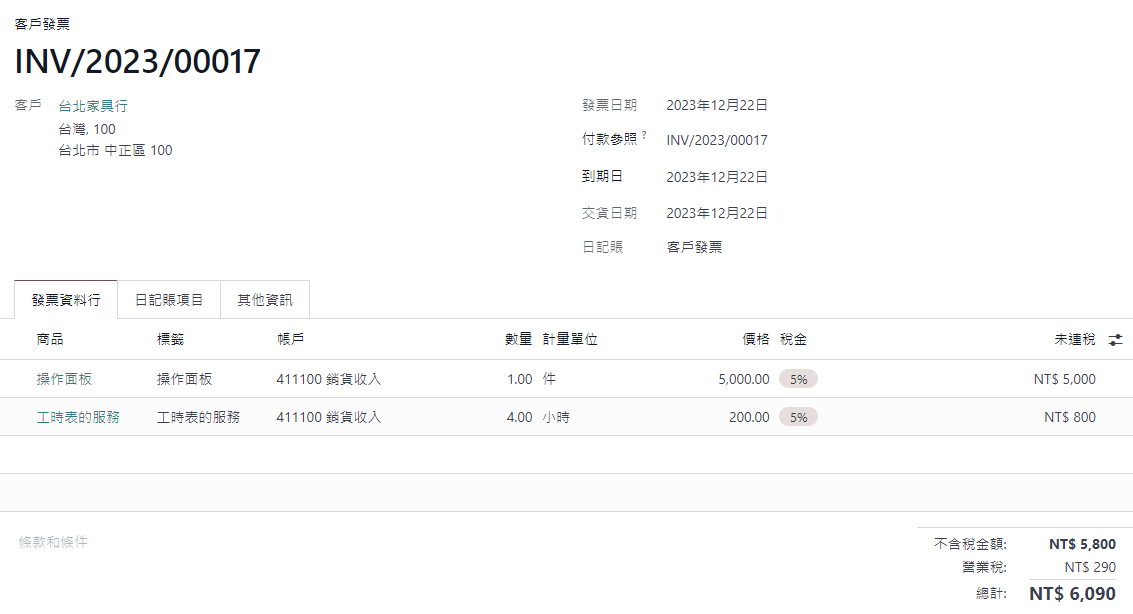 客戶發票
INV/2023/00017
客戶 台北家具行
台灣, 100
台北市 中正區 100
發票日期 2023年12月22日
付款參照 ? INV/2023/00017
到期日 2023年12月22日
交貨日期 2023年12月22日
日記賬 客戶發票
發票資料行 日記賬項目 其他資訊
商品 標籤 帳戶 數量 計量單位 價格 稅金 未連稅
操作面板 操作面板 411100 銷貨收入 1.00 件 5,000.00 5% NT$ 5,000
工時表的服務 工時表的服務 411100 銷貨收入 4.00 小時 200.00 5% NT$ 800
條款和條件
不含稅金額: NT$ 5,800
營業稅: NT$ 290
總計: NT$ 6,090